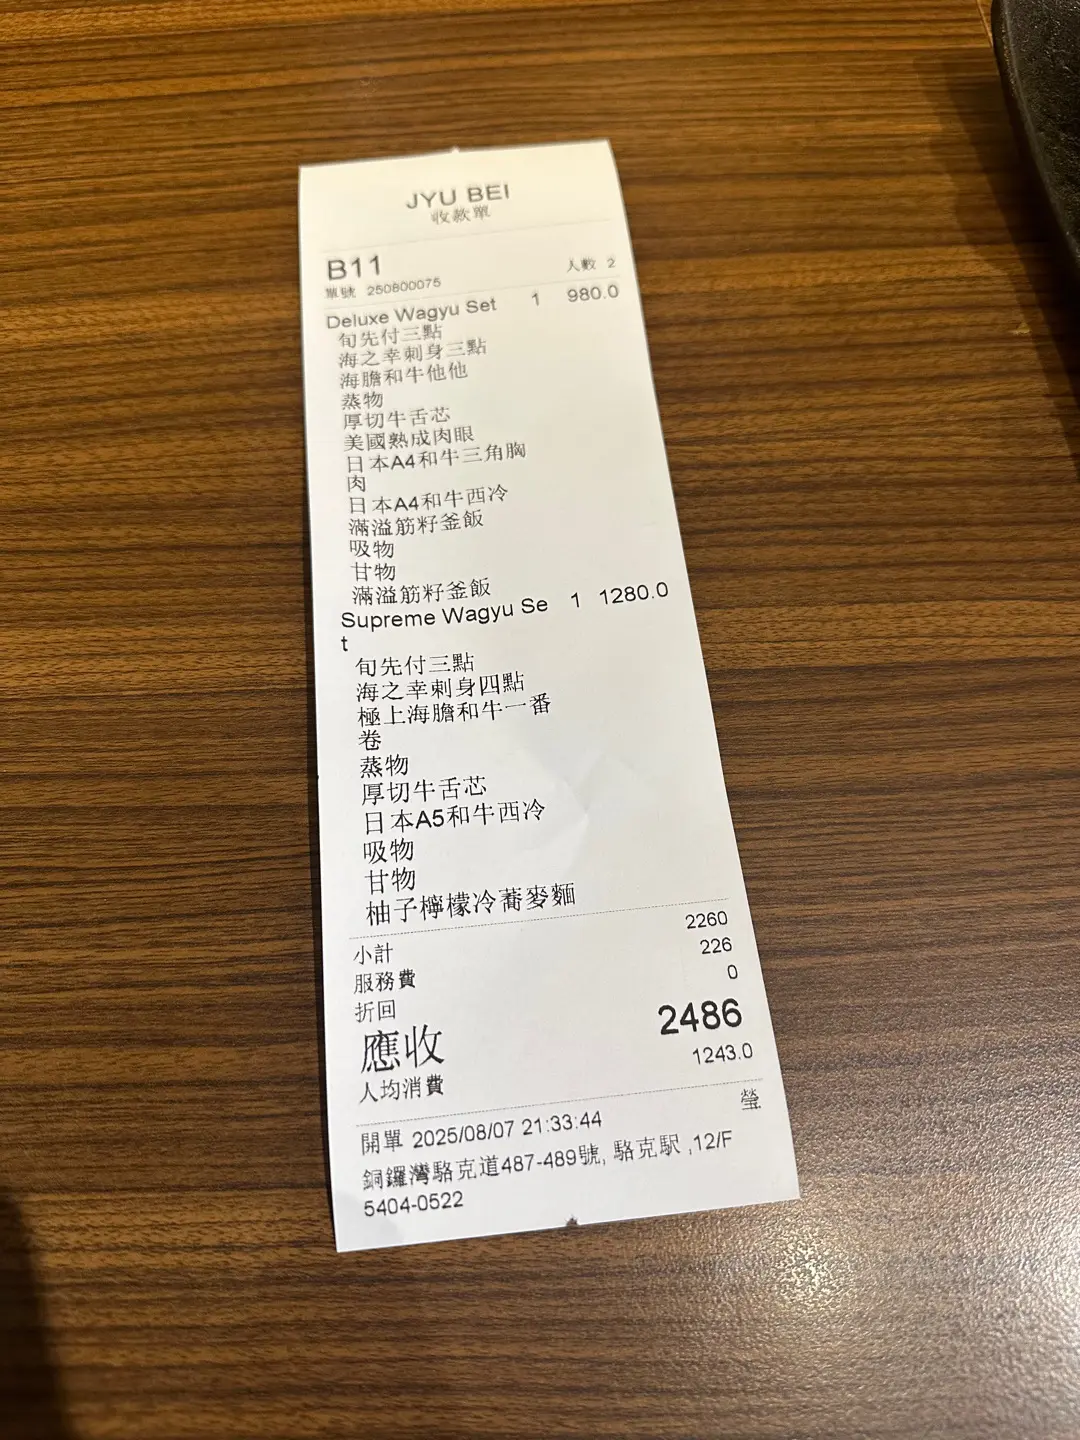 JYU BEI
收款單
B11 人數 2
單號 250800075
Deluxe Wagyu Set 1 980.0
旬先付三點
海之幸刺身三點
海膽和牛他他
蒸物
厚切牛舌芯
美國熟成肉眼
日本A4和牛三角胸
肉
日本A4和牛西冷
滿溢筋籽釜飯
吸物
甘物
滿溢筋籽釜飯
Supreme Wagyu Se 1 1280.0
t
旬先付三點
海之幸刺身四點
極上海膽和牛一番
卷
蒸物
厚切牛舌芯
日本A5和牛西冷
吸物
甘物
柚子檸檬冷蕎麥麵
小計 2260
服務費 226
折回 0
應收 2486
人均消費 1243.0
開單 2025/08/07 21:33:44 瑩
銅鑼灣駱克道487-489號, 駱克駅 ,12/F
5404-0522